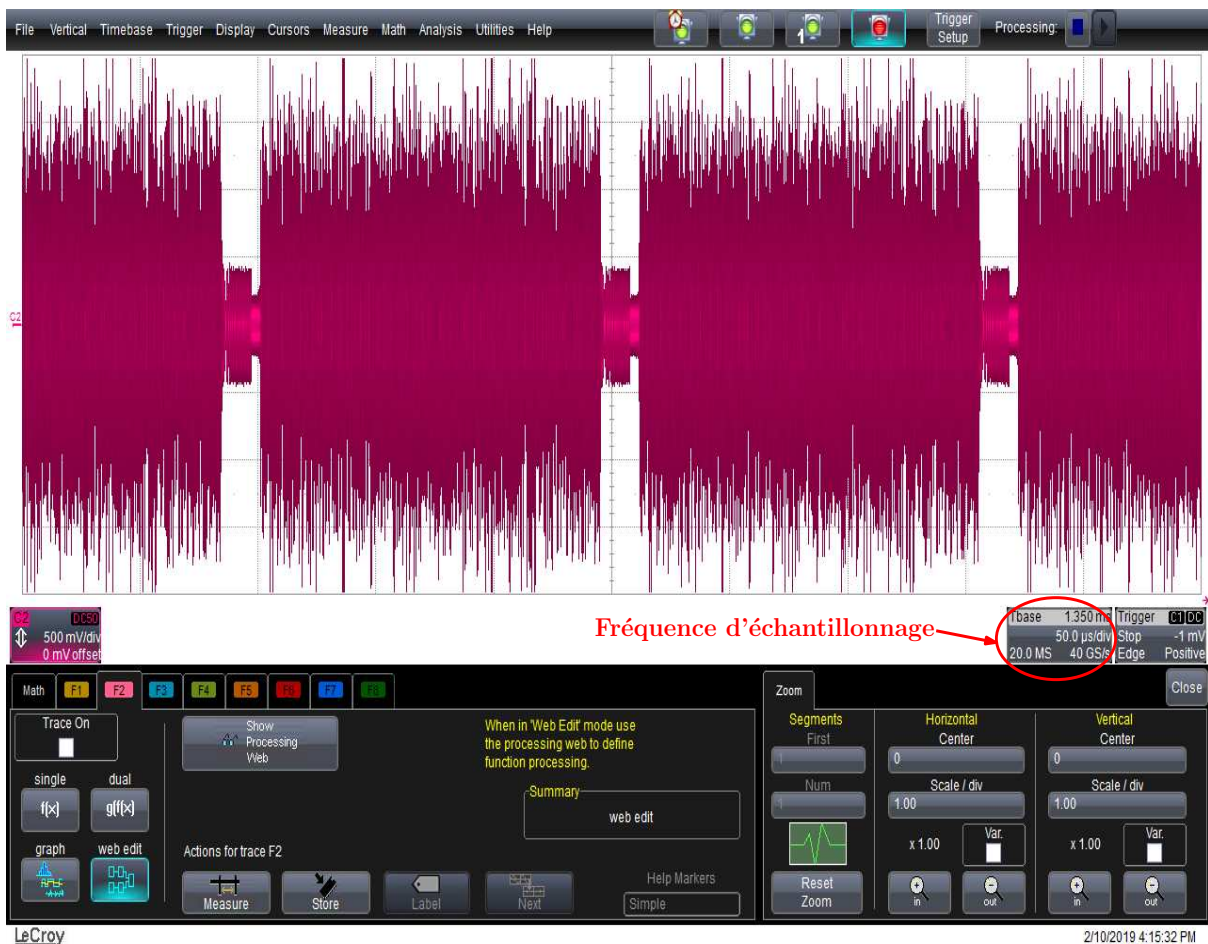 File Vertical Timebase Trigger Display Cursors Measure Math Analysis Utilities Help
1
Trigger
Setup
Processing:
C2
Fréquence d'échantillonnage
C2 DC50
500 mV/div
0 mV offset
Tbase 1.350 ms
50.0 µs/div
20.0 MS 40 GS/s
Trigger C1 DC
Stop -1 mV
Edge Positive
Math F1 F2 F3 F4 F5 F6 F7 F8
Trace On
single dual
f(x) g(f(x)
graph web edit
Show
Processing
Web
When in 'Web Edit' mode use
the processing web to define
function processing.
Summary
web edit
Actions for trace F2
Measure
Store
Label
Next
Help Markers
Simple
Zoom
Close
Segments
First
1
Num
1
Reset
Zoom
Horizontal
Center
0
Scale / div
1.00
x 1.00
Var.
in
out
Vertical
Center
0
Scale / div
1.00
x 1.00
Var.
in
out
LeCroy
2/10/2019 4:15:32 PM